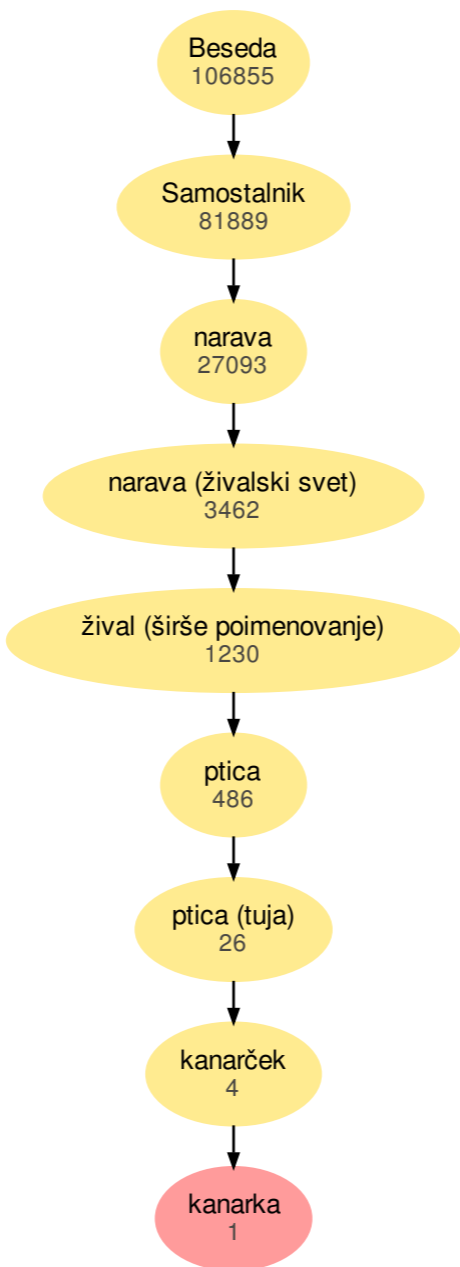 Beseda
106855
Samostalnik
81889
narava
27093
narava (živalski svet)
3462
žival (širše poimenovanje)
1230
ptica
486
ptica (tuja)
26
kanarček
4
kanarka
1